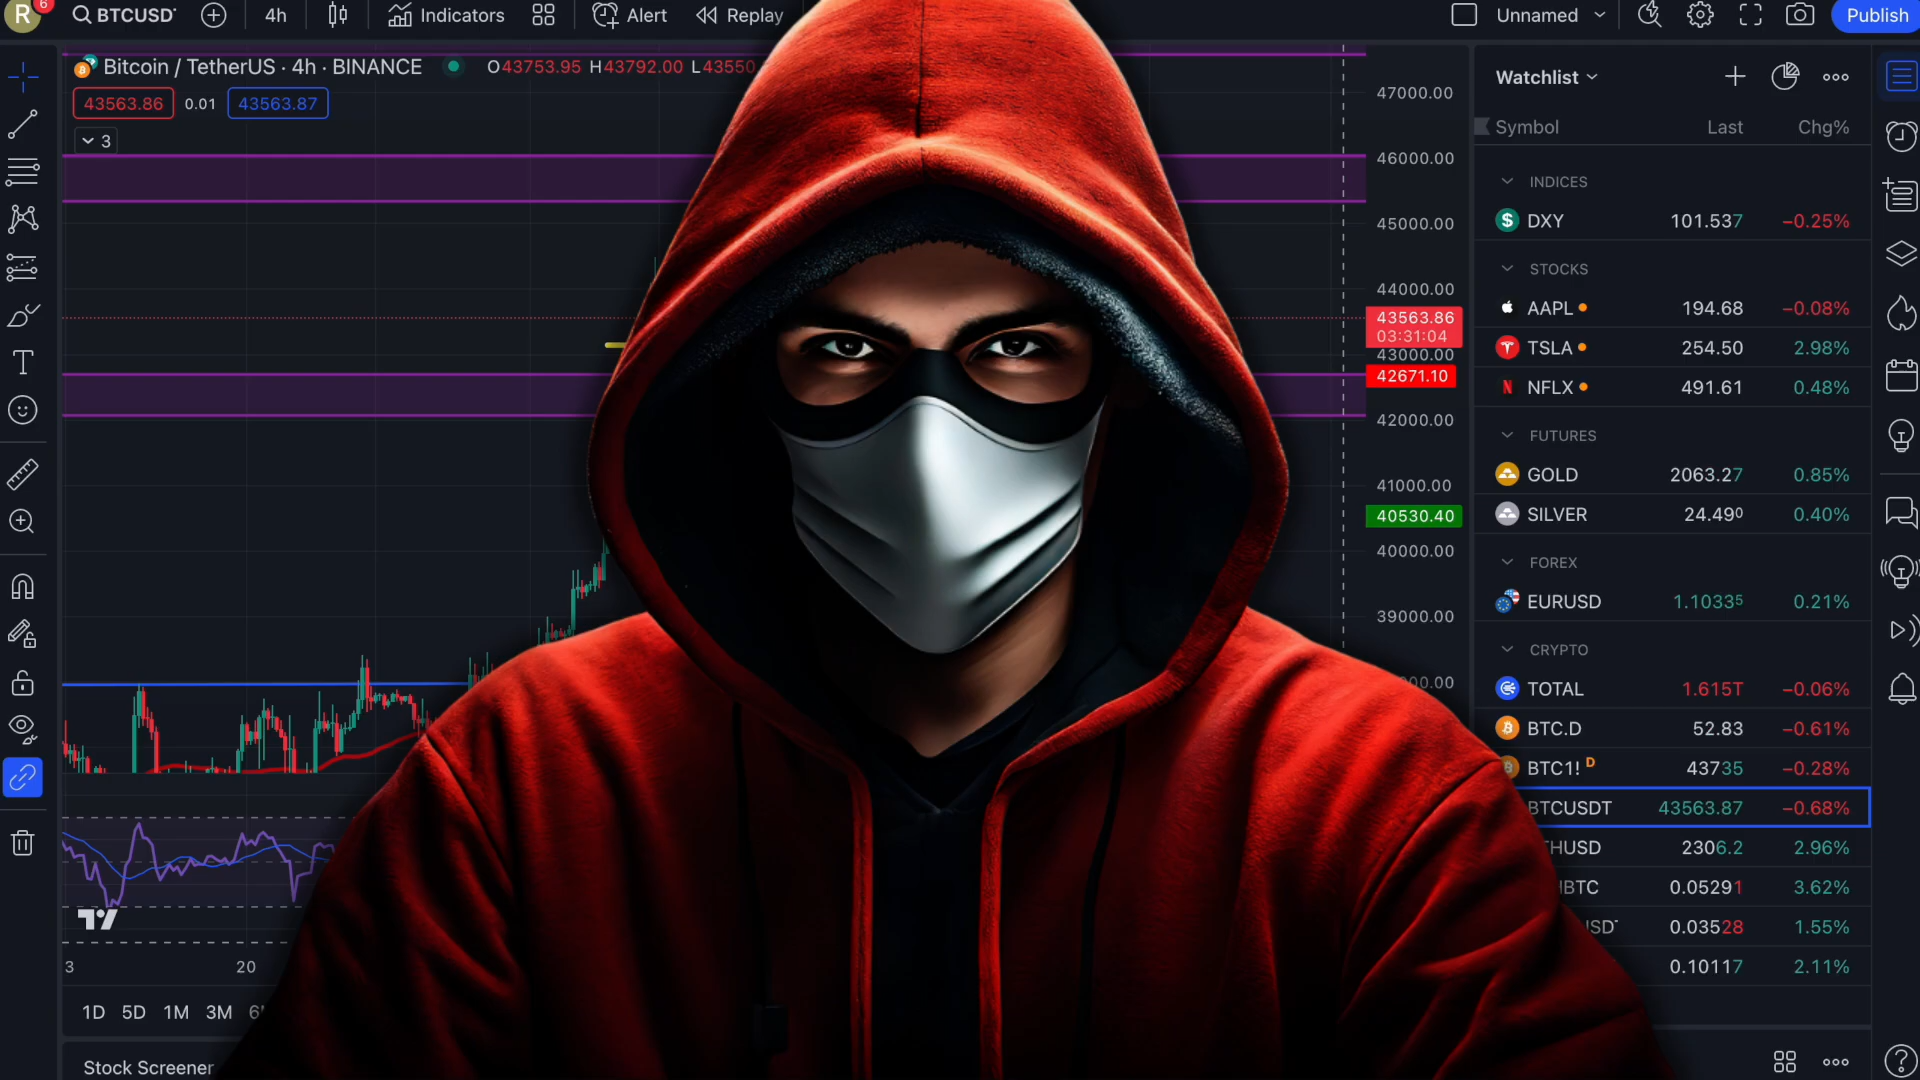 R
6
BTCUSD
4h
Indicators
Alert
Replay
Unnamed
Publish
Bitcoin / TetherUS · 4h · BINANCE
O43753.95 H43792.00 L43550
43563.86 0.01 43563.87
3
47000.00
46000.00
45000.00
44000.00
43563.86
03:31:04
43000.00
42671.10
42000.00
41000.00
40530.40
40000.00
39000.00
00.00
3
20
1D 5D 1M 3M
Stock Screener
Watchlist
Symbol Last Chg%
INDICES
DXY 101.537 −0.25%
STOCKS
AAPL 194.68 −0.08%
TSLA 254.50 2.98%
NFLX 491.61 0.48%
FUTURES
GOLD 2063.27 0.85%
SILVER 24.490 0.40%
FOREX
EURUSD 1.10335 0.21%
CRYPTO
TOTAL 1.615T −0.06%
BTC.D 52.83 −0.61%
BTC1! D 43735 −0.28%
BTCUSDT 43563.87 −0.68%
THUSD 2306.2 2.96%
BTC 0.05291 3.62%
SDT 0.03528 1.55%
0.10117 2.11%